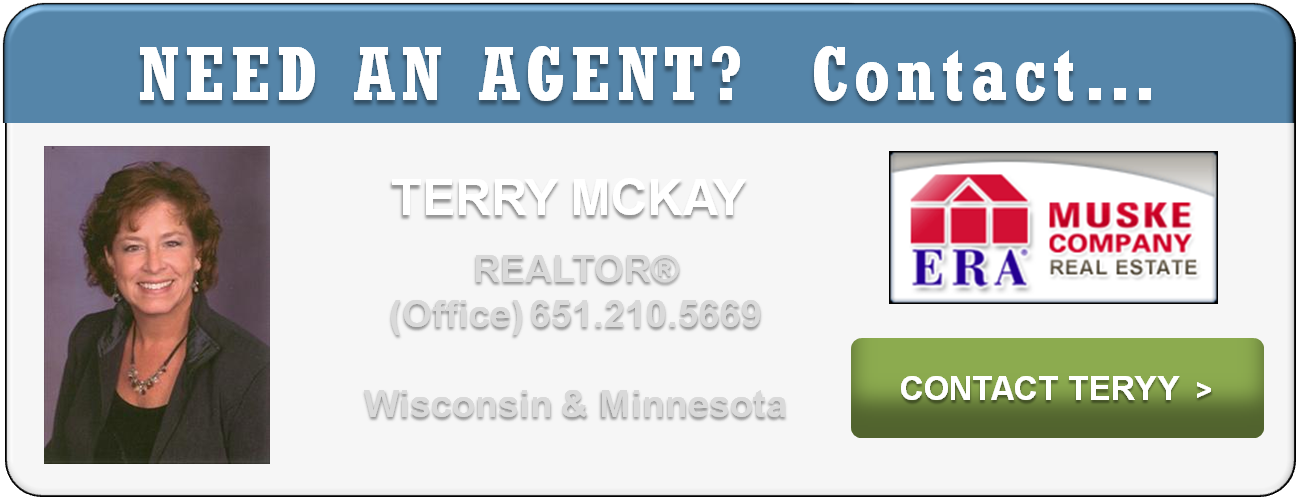 NEED AN AGENT? Contact...
TERRY MCKAY
REALTOR®
(Office) 651.210.5669
Wisconsin & Minnesota
ERA®
MUSKE
COMPANY
REAL ESTATE
CONTACT TERYY >